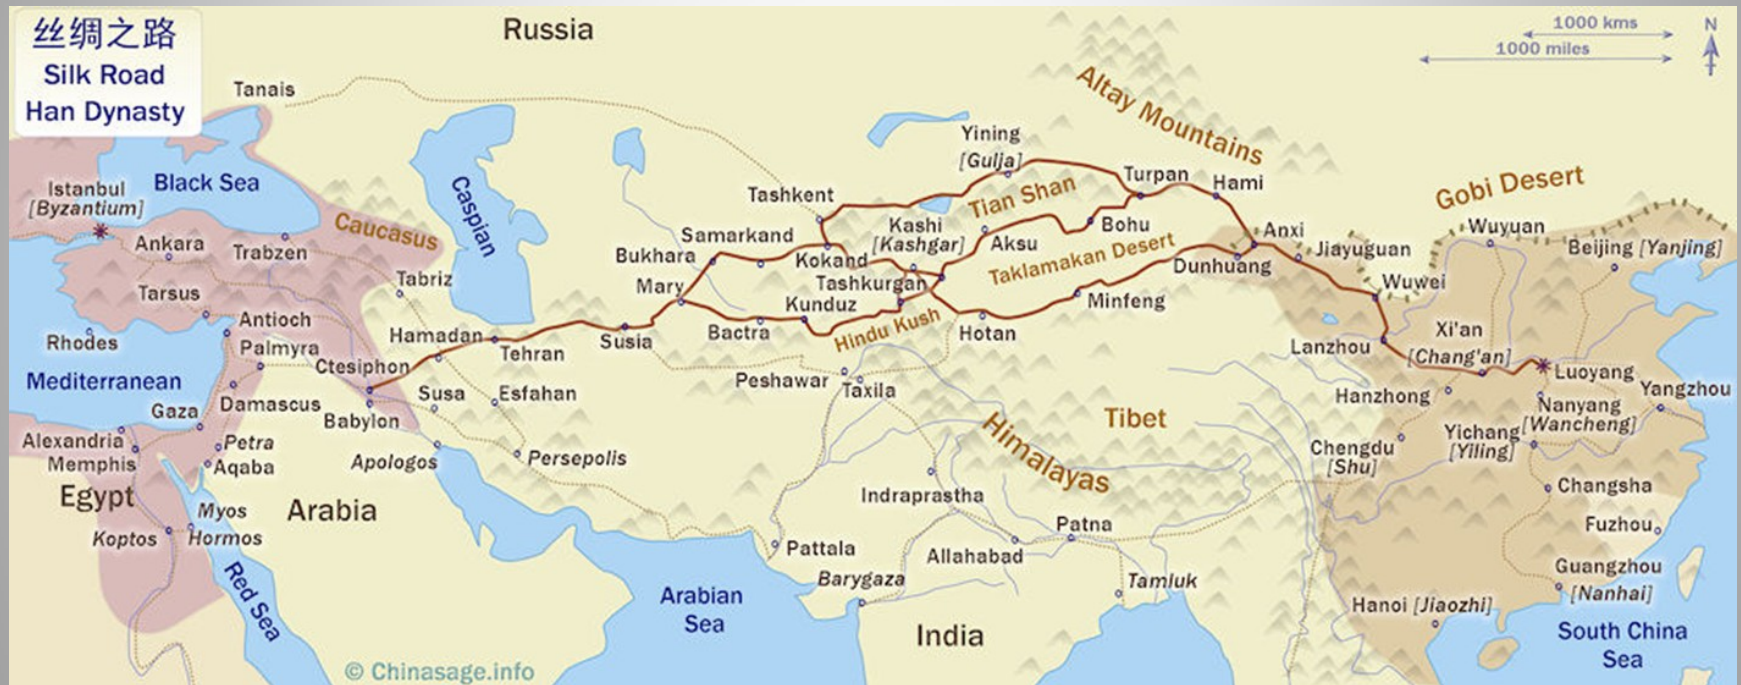 丝绸之路
Silk Road
Han Dynasty
Russia
1000 kms
1000 miles
N
Tanais
Altay Mountains
Yining
[Gulja]
Black Sea
Istanbul
[Byzantium]
Caspian
Turpan
Hami
Gobi Desert
Tian Shan
Tashkent
Caucasus
Ankara
Trabzen
Samarkand
Kashi
[Kashgar]
Aksu
Bohu
Anxi
Jiayuguan
Wuyuan
Beijing [Yanjing]
Bukhara
Kokand
Taklamakan Desert
Dunhuang
Tabriz
Tarsus
Mary
Tashkurgan
Kunduz
Minfeng
Wuwei
Antioch
Hamadan
Tehran
Susia
Bactra
Hindu Kush
Hotan
Rhodes
Palmyra
Ctesiphon
Lanzhou
Xi'an
[Chang'an]
Luoyang
Mediterranean
Peshawar
Taxila
Hanzhong
Yangzhou
Gaza
Damascus
Babylon
Susa
Esfahan
Himalayas
Tibet
Nanyang
[Wancheng]
Alexandria
Memphis
Petra
Aqaba
Apologos
Persepolis
Chengdu
[Shu]
Yichang
[Yiling]
Egypt
Arabia
Indraprastha
Changsha
Myos
Hormos
Koptos
Patna
Fuzhou
Pattala
Allahabad
Barygaza
Tamluk
Guangzhou
[Nanhai]
Red Sea
Arabian
Sea
Hanoi [Jiaozhi]
India
South China
Sea
© Chinasage.info